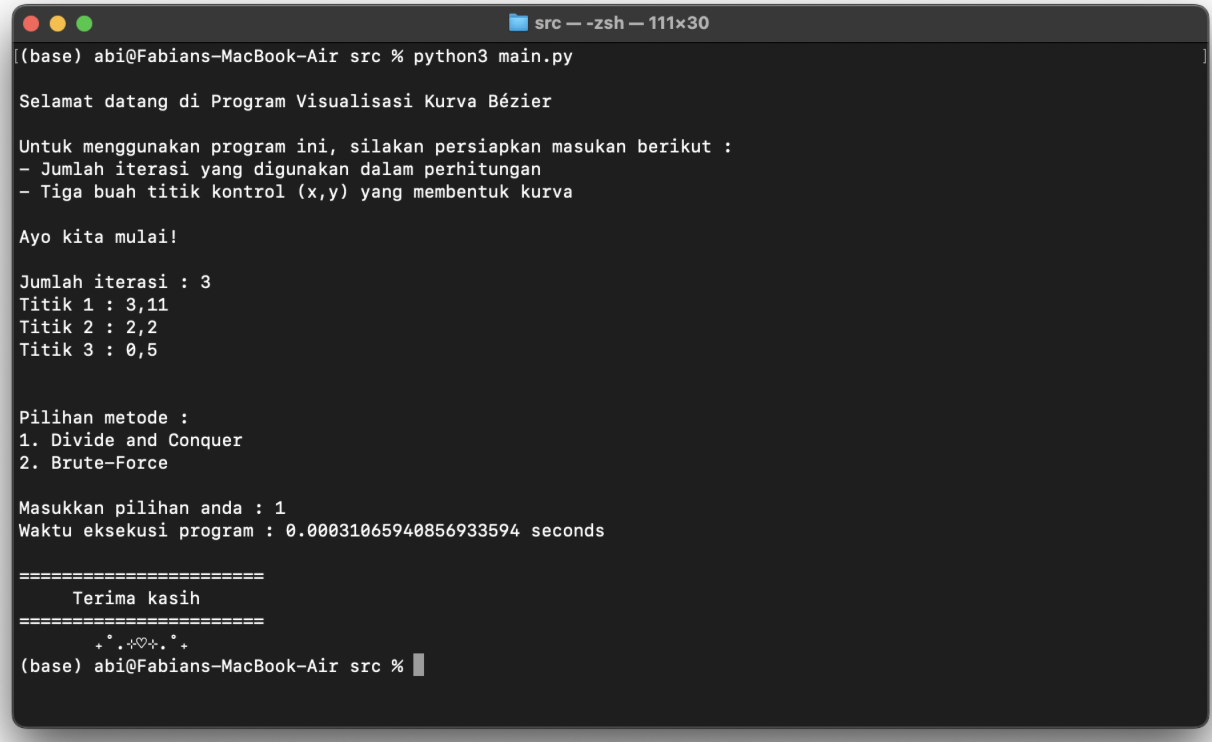 src — -zsh — 111×30
(base) abi@Fabians-MacBook-Air src % python3 main.py
Selamat datang di Program Visualisasi Kurva Bézier
Untuk menggunakan program ini, silakan persiapkan masukan berikut :
- Jumlah iterasi yang digunakan dalam perhitungan
- Tiga buah titik kontrol (x,y) yang membentuk kurva
Ayo kita mulai!
Jumlah iterasi : 3
Titik 1 : 3,11
Titik 2 : 2,2
Titik 3 : 0,5
Pilihan metode :
1. Divide and Conquer
2. Brute-Force
Masukkan pilihan anda : 1
Waktu eksekusi program : 0.00031065940856933594 seconds
=======================
Terima kasih
=======================
₊˚.⊹♡⊹.˚₊
(base) abi@Fabians-MacBook-Air src %